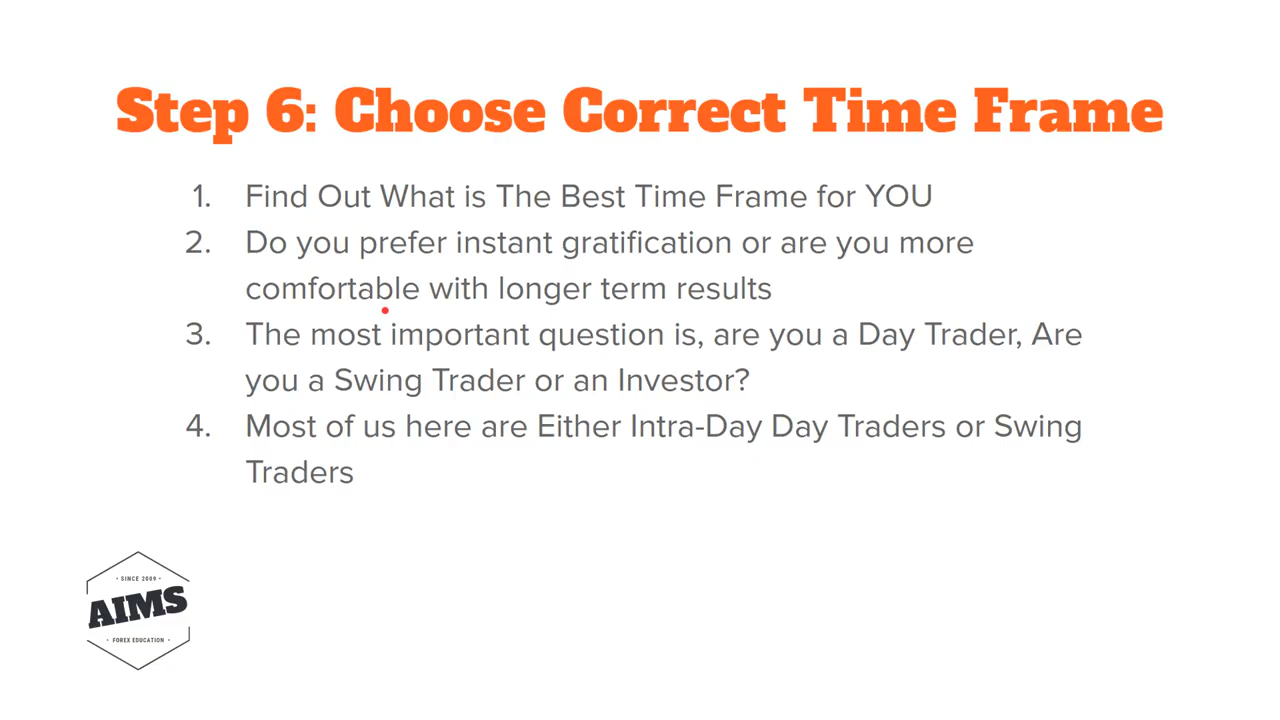 Step 6: Choose Correct Time Frame
1. Find Out What is The Best Time Frame for YOU
2. Do you prefer instant gratification or are you more
comfortable with longer term results
3. The most important question is, are you a Day Trader, Are
you a Swing Trader or an Investor?
4. Most of us here are Either Intra-Day Day Traders or Swing
Traders
• SINCE 2009 •
AIMS
• FOREX EDUCATION •